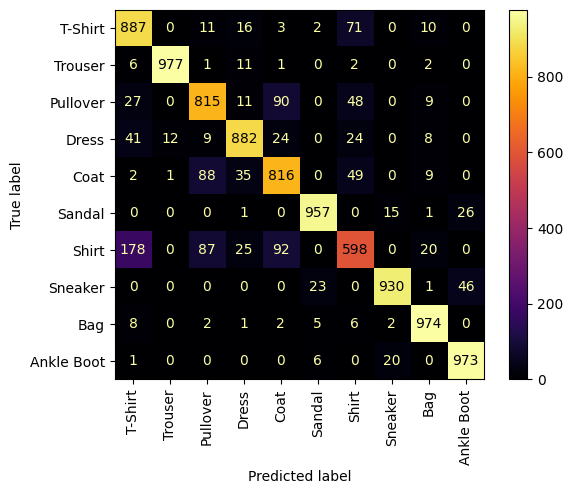 T-Shirt 887 0 11 16 3 2 71 0 10 0
Trouser 6 977 1 11 1 0 2 0 2 0
Pullover 27 0 815 11 90 0 48 0 9 0
Dress 41 12 9 882 24 0 24 0 8 0
Coat 2 1 88 35 816 0 49 0 9 0
Sandal 0 0 0 1 0 957 0 15 1 26
Shirt 178 0 87 25 92 0 598 0 20 0
Sneaker 0 0 0 0 0 23 0 930 1 46
Bag 8 0 2 1 2 5 6 2 974 0
Ankle Boot 1 0 0 0 0 6 0 20 0 973
T-Shirt Trouser Pullover Dress Coat Sandal Shirt Sneaker Bag Ankle Boot
Predicted label
True label
800
600
400
200
0